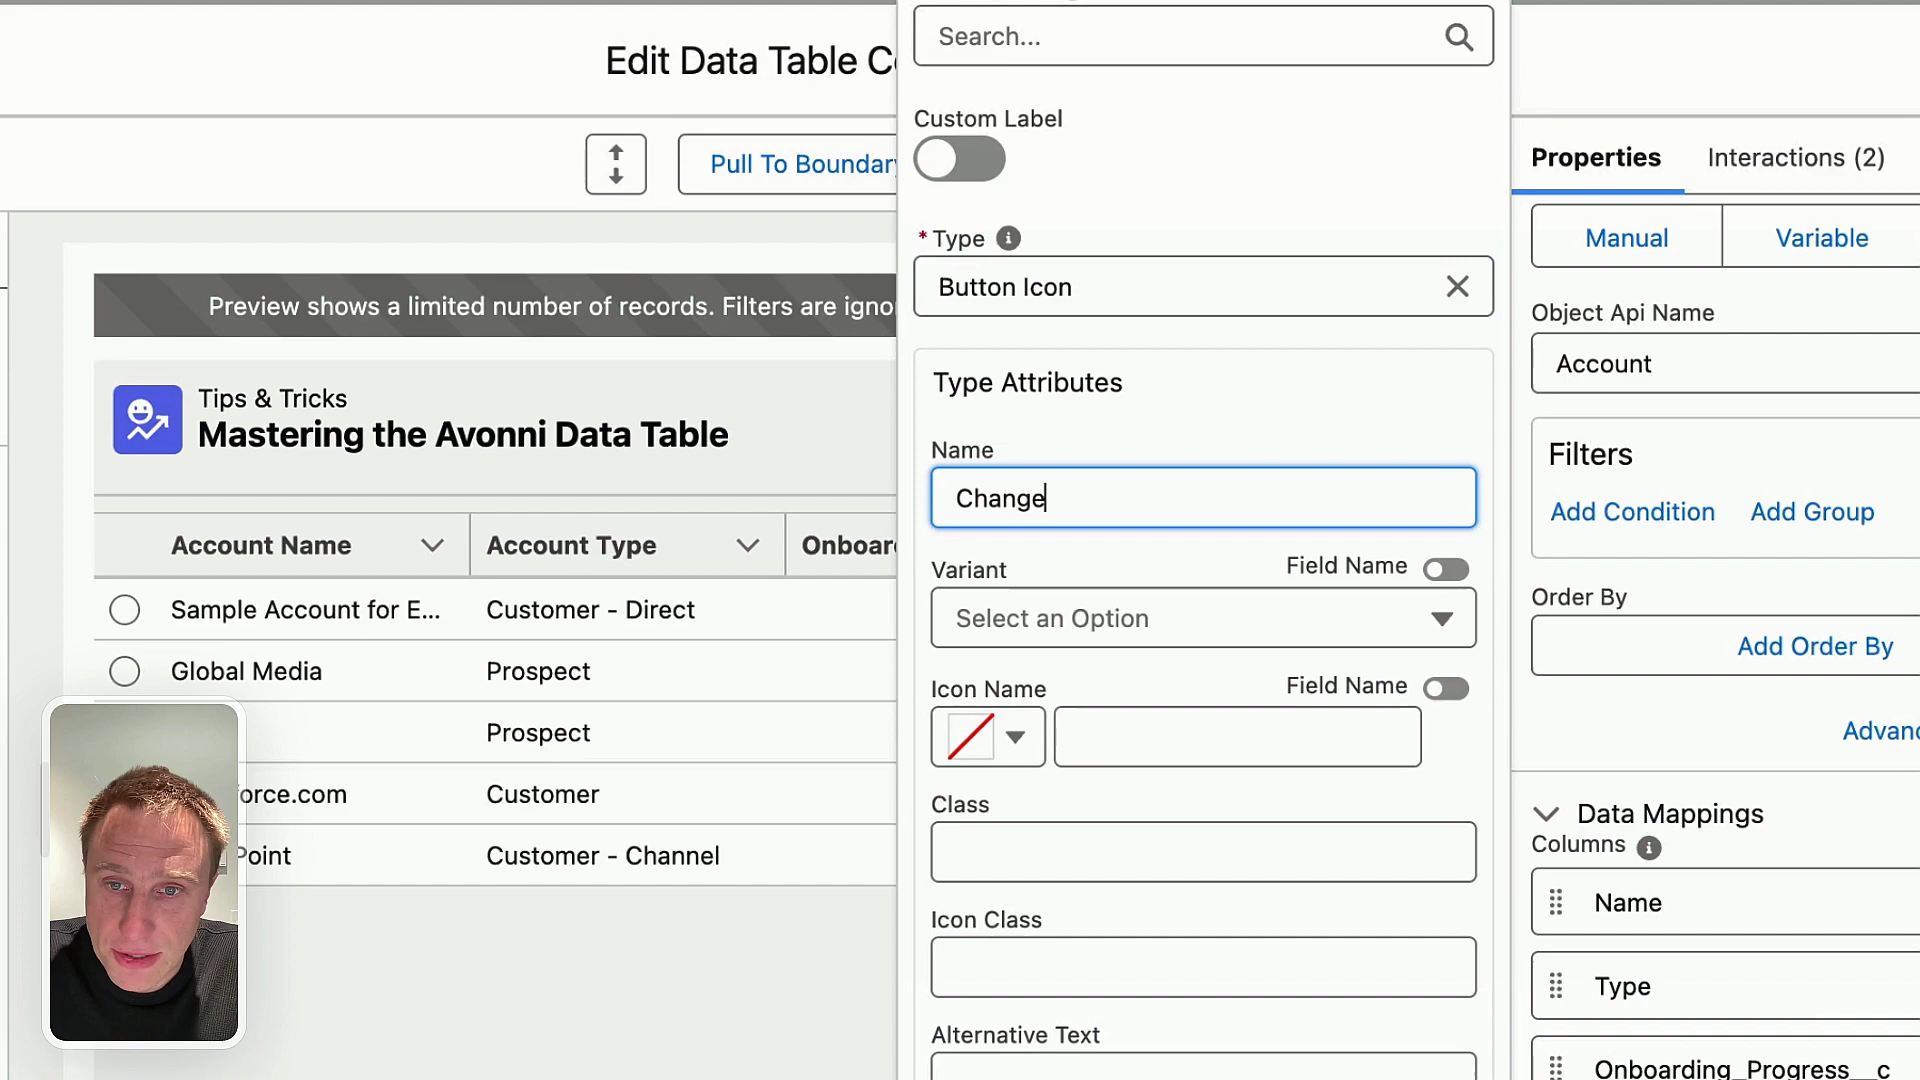 Edit Data Table C
Pull To Boundary
Preview shows a limited number of records. Filters are igno
Tips & Tricks
Mastering the Avonni Data Table
Account Name
Account Type
Onboar
Sample Account for E...
Customer - Direct
Global Media
Prospect
Prospect
orce.com
Customer
Point
Customer - Channel
Search...
Custom Label
* Type
Button Icon
Type Attributes
Name
Change
Variant
Field Name
Select an Option
Icon Name
Field Name
Class
Icon Class
Alternative Text
Properties
Interactions (2)
Manual
Variable
Object Api Name
Account
Filters
Add Condition
Add Group
Order By
Add Order By
Advanc
Data Mappings
Columns
Name
Type
Onboarding_Progress__c